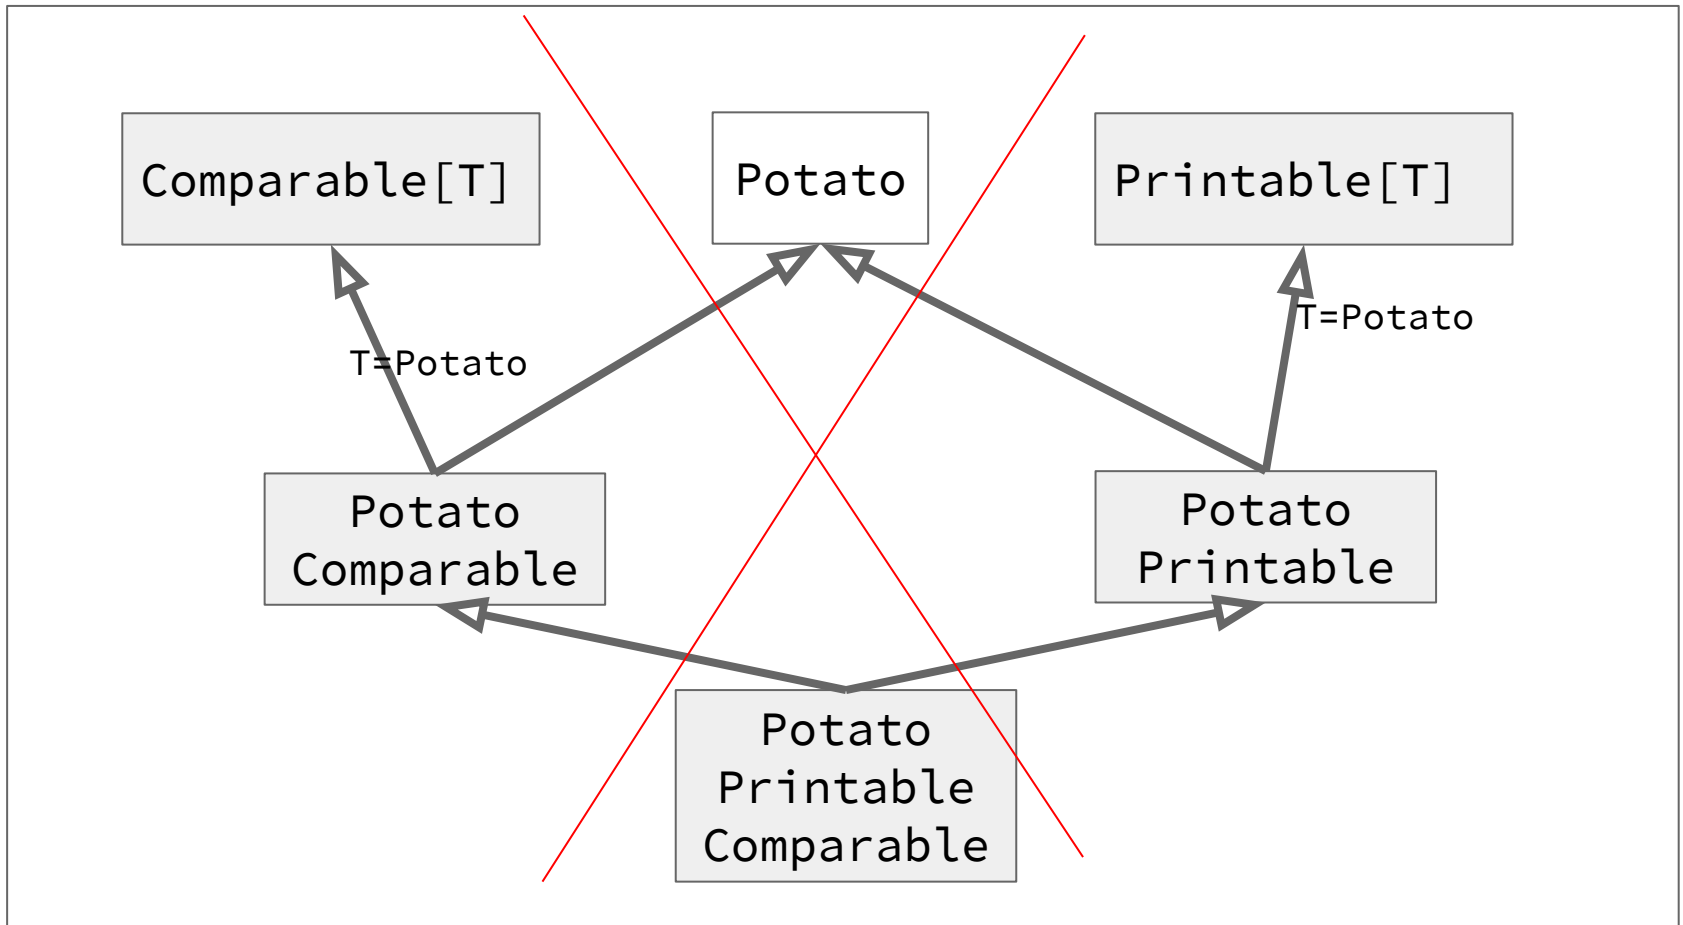 Comparable[T]
Potato
Printable[T]
T=Potato
T=Potato
Potato
Comparable
Potato
Printable
Potato
Printable
Comparable